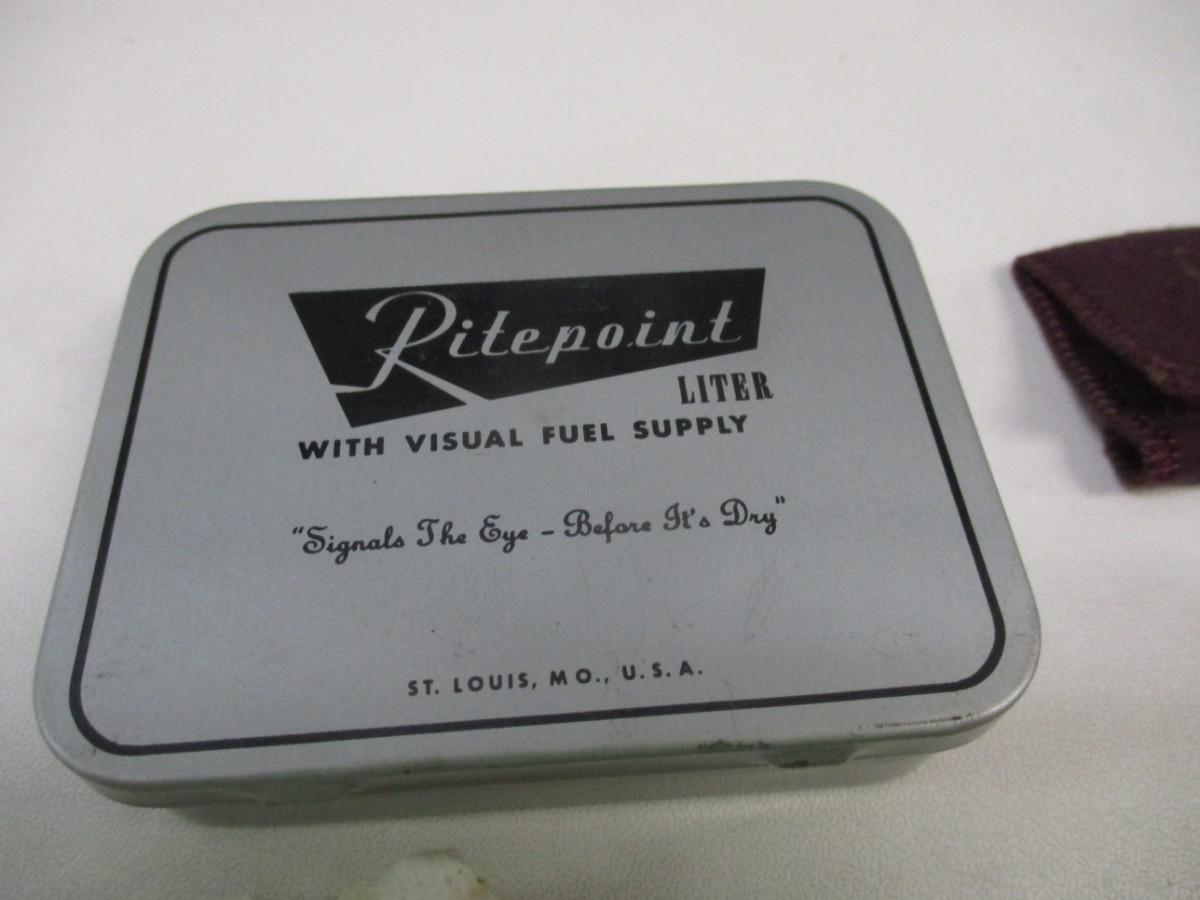 Ritepoint
LITER
WITH VISUAL FUEL SUPPLY
"Signals The Eye - Before It's Dry"
ST. LOUIS, MO., U.S.A.